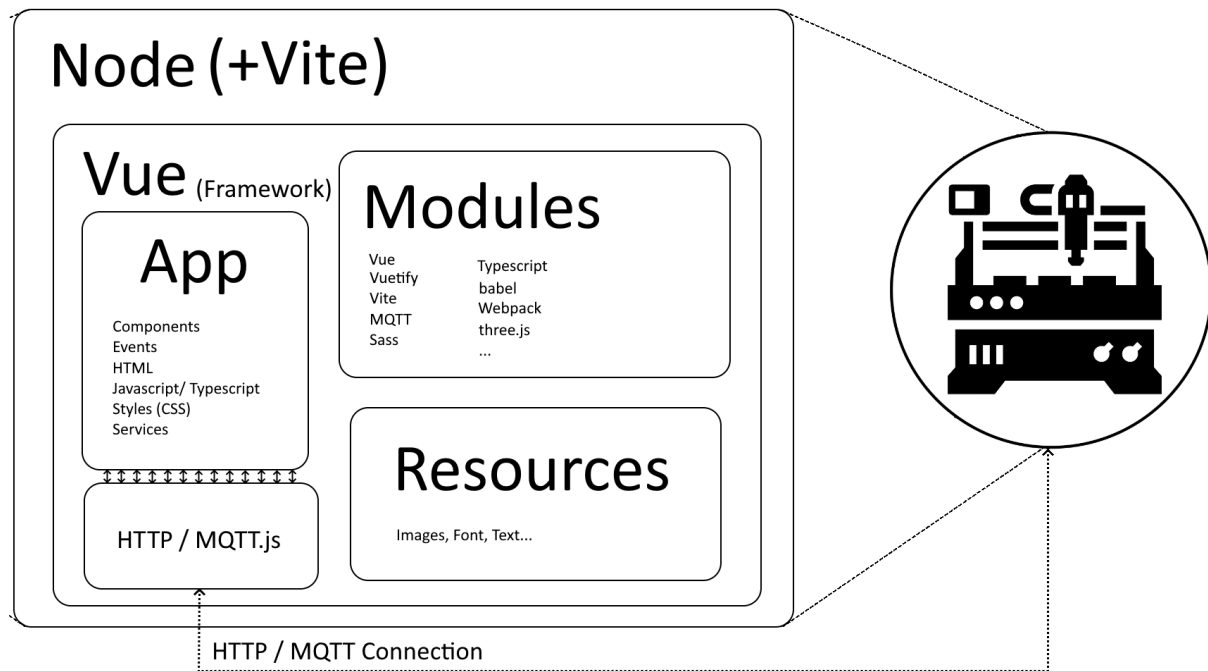 Node (+Vite)
Vue (Framework)
App
Components
Events
HTML
Javascript/ Typescript
Styles (CSS)
Services
HTTP / MQTT.js
Modules
Vue
Vuetify
Vite
MQTT
Sass
Typescript
babel
Webpack
three.js
...
Resources
Images, Font, Text...
HTTP / MQTT Connection